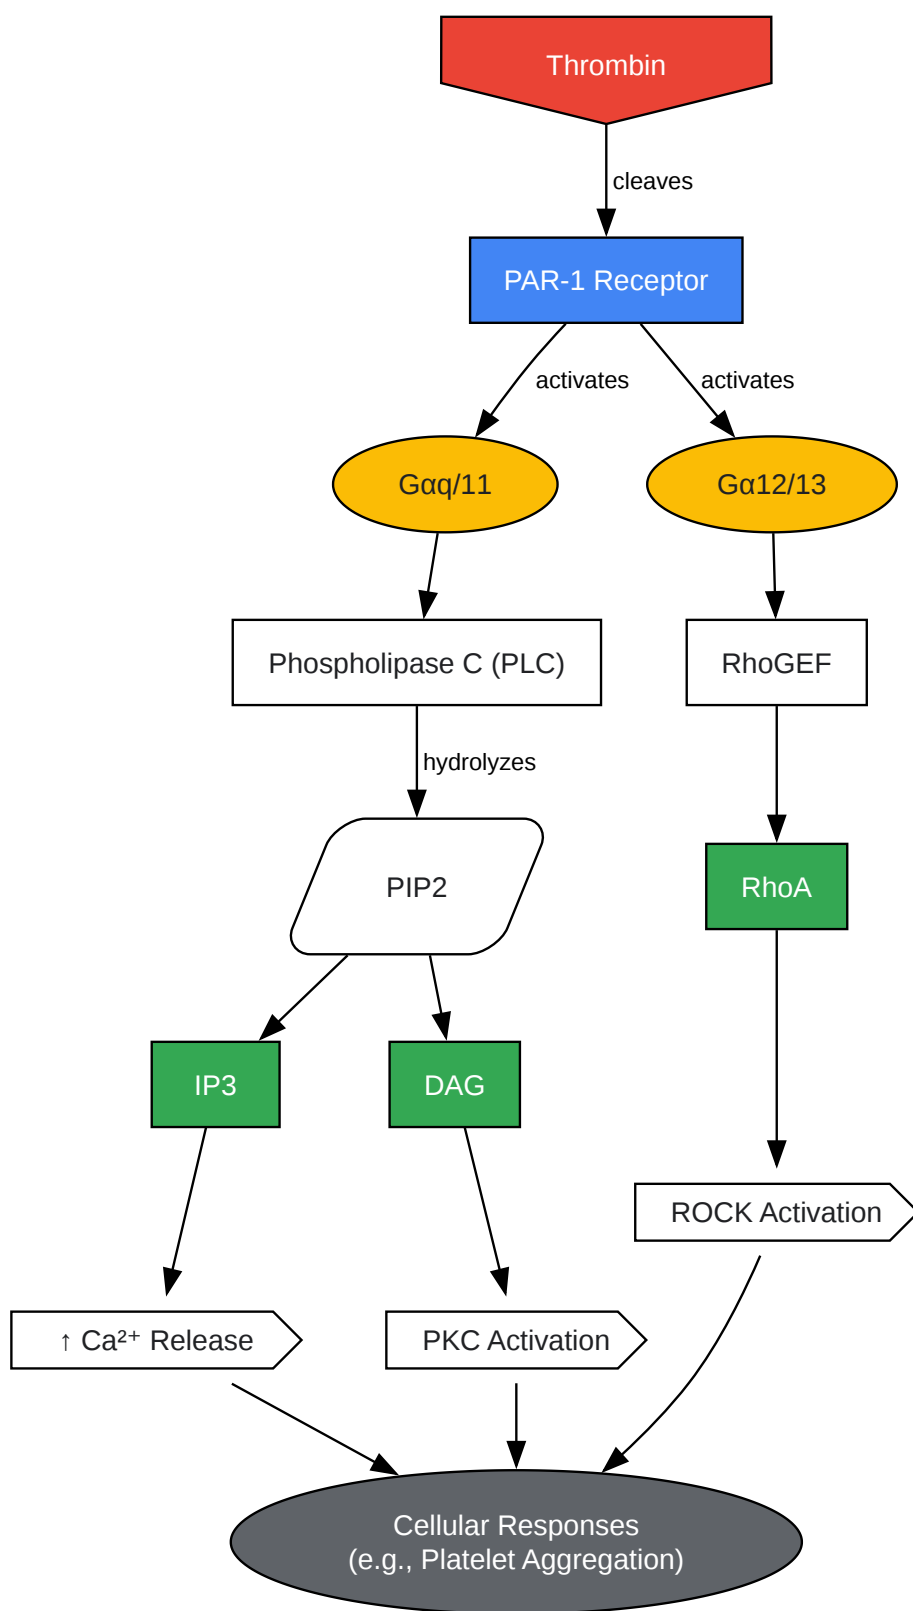 Thrombin
cleaves
PAR-1 Receptor
activates
activates
Gαq/11
Gα12/13
Phospholipase C (PLC)
RhoGEF
hydrolyzes
PIP2
RhoA
IP3
DAG
ROCK Activation
↑ Ca²⁺ Release
PKC Activation
Cellular Responses
(e.g., Platelet Aggregation)